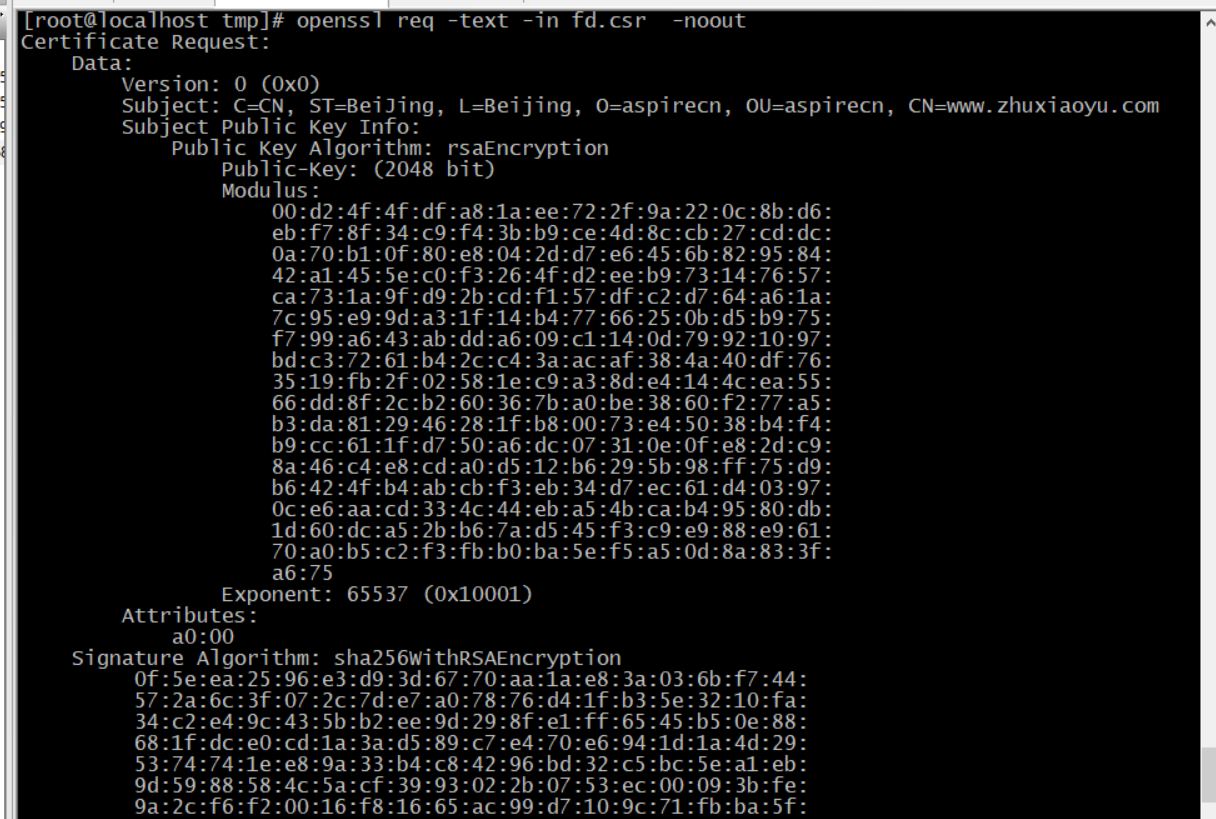 [root@localhost tmp]# openssl req -text -in fd.csr  -noout
Certificate Request:
    Data:
        Version: 0 (0x0)
        Subject: C=CN, ST=BeiJing, L=Beijing, O=aspirecn, OU=aspirecn, CN=www.zhuxiaoyu.com
        Subject Public Key Info:
            Public Key Algorithm: rsaEncryption
                Public-Key: (2048 bit)
                Modulus:
                    00:d2:4f:4f:df:a8:1a:ee:72:2f:9a:22:0c:8b:d6:
                    eb:f7:8f:34:c9:f4:3b:b9:ce:4d:8c:cb:27:cd:dc:
                    0a:70:b1:0f:80:e8:04:2d:d7:e6:45:6b:82:95:84:
                    42:a1:45:5e:c0:f3:26:4f:d2:ee:b9:73:14:76:57:
                    ca:73:1a:9f:d9:2b:cd:f1:57:df:c2:d7:64:a6:1a:
                    7c:95:e9:9d:a3:1f:14:b4:77:66:25:0b:d5:b9:75:
                    f7:99:a6:43:ab:dd:a6:09:c1:14:0d:79:92:10:97:
                    bd:c3:72:61:b4:2c:c4:3a:ac:af:38:4a:40:df:76:
                    35:19:fb:2f:02:58:1e:c9:a3:8d:e4:14:4c:ea:55:
                    66:dd:8f:2c:b2:60:36:7b:a0:be:38:60:f2:77:a5:
                    b3:da:81:29:46:28:1f:b8:00:73:e4:50:38:b4:f4:
                    b9:cc:61:1f:d7:50:a6:dc:07:31:0e:0f:e8:2d:c9:
                    8a:46:c4:e8:cd:a0:d5:12:b6:29:5b:98:ff:75:d9:
                    b6:42:4f:b4:ab:cb:f3:eb:34:d7:ec:61:d4:03:97:
                    0c:e6:aa:cd:33:4c:44:eb:a5:4b:ca:b4:95:80:db:
                    1d:60:dc:a5:2b:b6:7a:d5:45:f3:c9:e9:88:e9:61:
                    70:a0:b5:c2:f3:fb:b0:ba:5e:f5:a5:0d:8a:83:3f:
                    a6:75
                Exponent: 65537 (0x10001)
        Attributes:
            a0:00
    Signature Algorithm: sha256WithRSAEncryption
         0f:5e:ea:25:96:e3:d9:3d:67:70:aa:1a:e8:3a:03:6b:f7:44:
         57:2a:6c:3f:07:2c:7d:e7:a0:78:76:d4:1f:b3:5e:32:10:fa:
         34:c2:e4:9c:43:5b:b2:ee:9d:29:8f:e1:ff:65:45:b5:0e:88:
         68:1f:dc:e0:cd:1a:3a:d5:89:c7:e4:70:e6:94:1d:1a:4d:29:
         53:74:74:1e:e8:9a:33:b4:c8:42:96:bd:32:c5:bc:5e:a1:eb:
         9d:59:88:58:4c:5a:cf:39:93:02:2b:07:53:ec:00:09:3b:fe:
         9a:2c:f6:f2:00:16:f8:16:65:ac:99:d7:10:9c:71:fb:ba:5f: